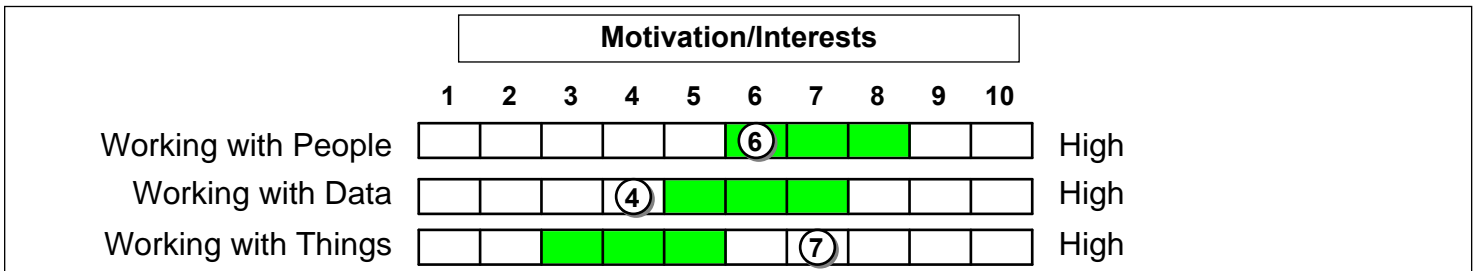 Motivation/Interests
1 2 3 4 5 6 7 8 9 10
Working with People 6 High
Working with Data 4 High
Working with Things 7 High